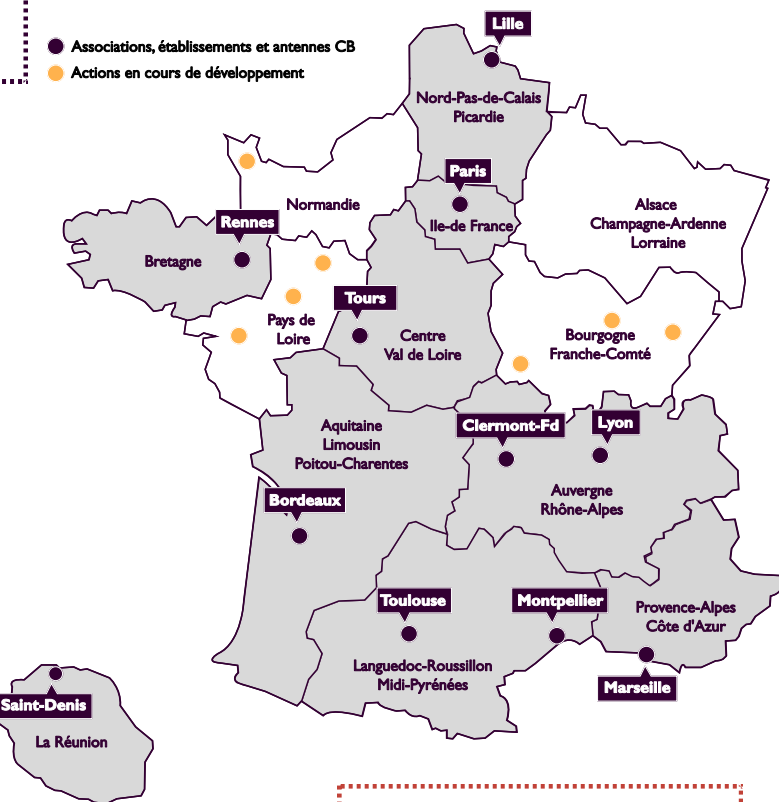 Lille
Associations, établissements et antennes CB
Actions en cours de développement
Nord-Pas-de-Calais
Picardie
Paris
Ile-de France
Normandie
Alsace
Champagne-Ardenne
Lorraine
Rennes
Bretagne
Tours
Pays de
Loire
Centre
Val de Loire
Bourgogne
Franche-Comté
Aquitaine
Limousin
Poitou-Charentes
Clermont-Fd
Lyon
Auvergne
Rhône-Alpes
Bordeaux
Toulouse
Montpellier
Provence-Alpes
Côte d'Azur
Languedoc-Roussillon
Midi-Pyrénées
Marseille
Saint-Denis
La Réunion